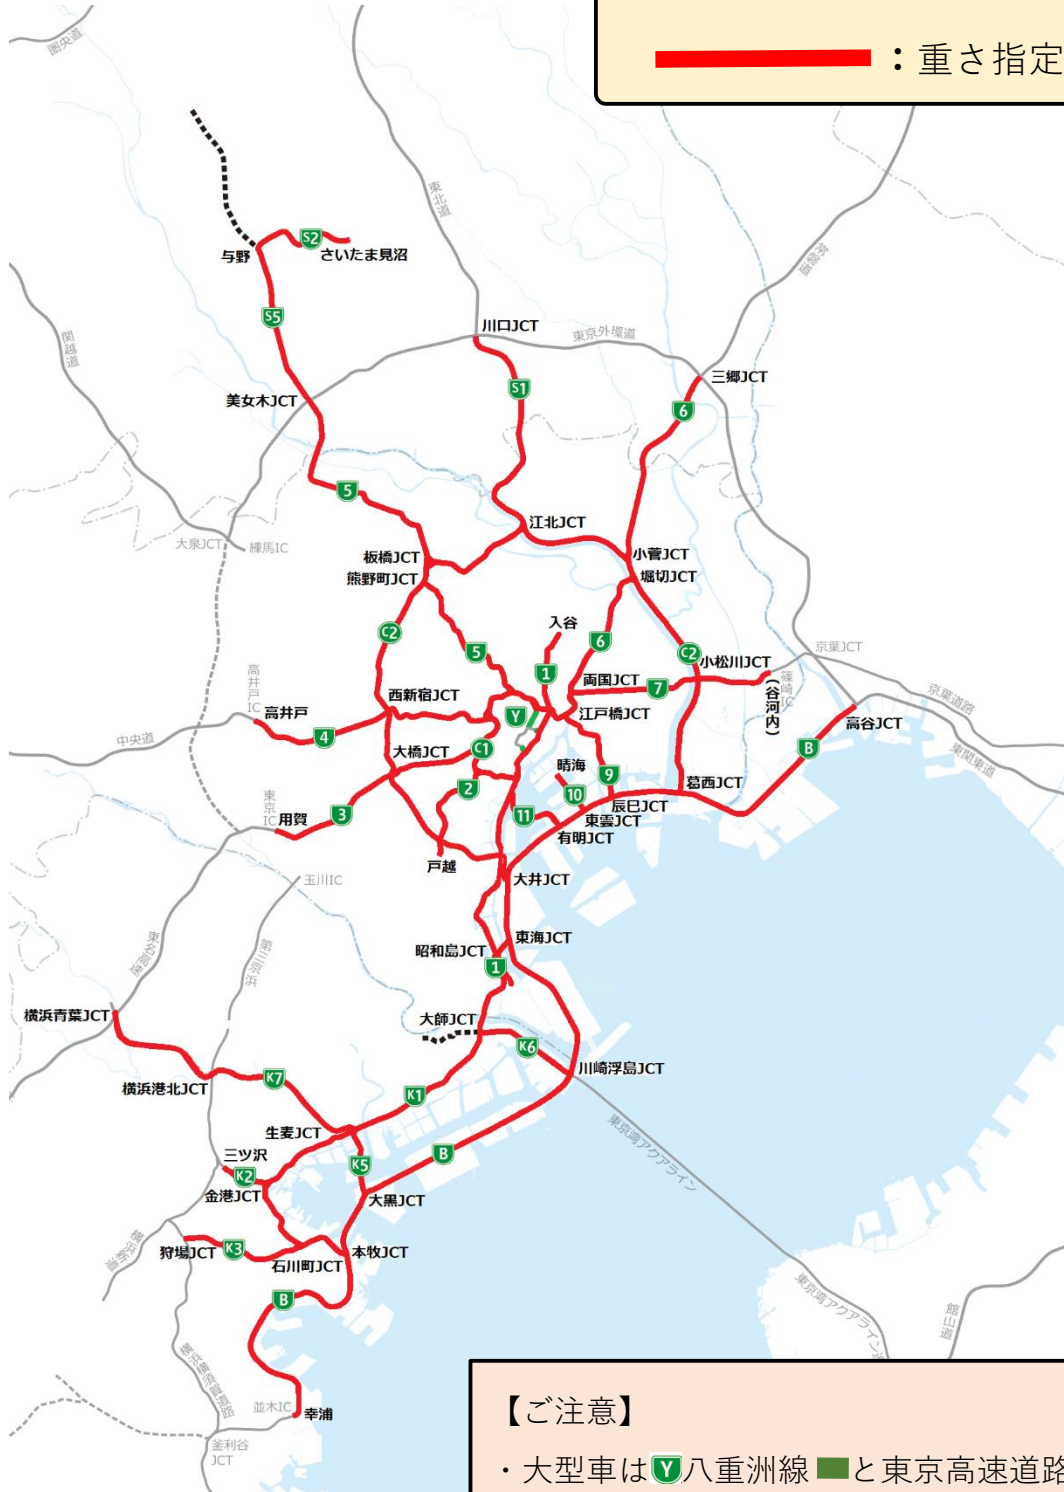 ：重さ指定
圏央道
東北道
常磐道
S2
さいたま見沼
与野
S5
関越道
川口JCT
東京外環道
三郷JCT
S1
6
美女木JCT
5
江北JCT
大泉JCT
練馬IC
板橋JCT
小菅JCT
熊野町JCT
堀切JCT
入谷
C2
6
5
C2
京葉JCT
小松川JCT
1
両国JCT
7
高井戸IC
西新宿JCT
篠崎IC
(谷河内)
京葉道路
高井戸
Y
江戸橋JCT
高谷JCT
4
中央道
大橋JCT
C1
B
東関東道
晴海
9
葛西JCT
2
10
東京IC
用賀
3
11
辰巳JCT
東雲JCT
有明JCT
戸越
大井JCT
玉川IC
東名高速
第三京浜
東海JCT
昭和島JCT
1
横浜青葉JCT
大師JCT
K6
川崎浮島JCT
横浜港北JCT
K7
K1
生麦JCT
東京湾アクアライン
三ツ沢
K2
K5
B
金港JCT
大黒JCT
横浜新道
狩場JCT
K3
本牧JCT
石川町JCT
B
東京湾アクアライン
館山道
横浜横須賀道路
並木IC
幸浦
釜利谷
JCT
【ご注意】
・大型車はY八重洲線と東京高速道路